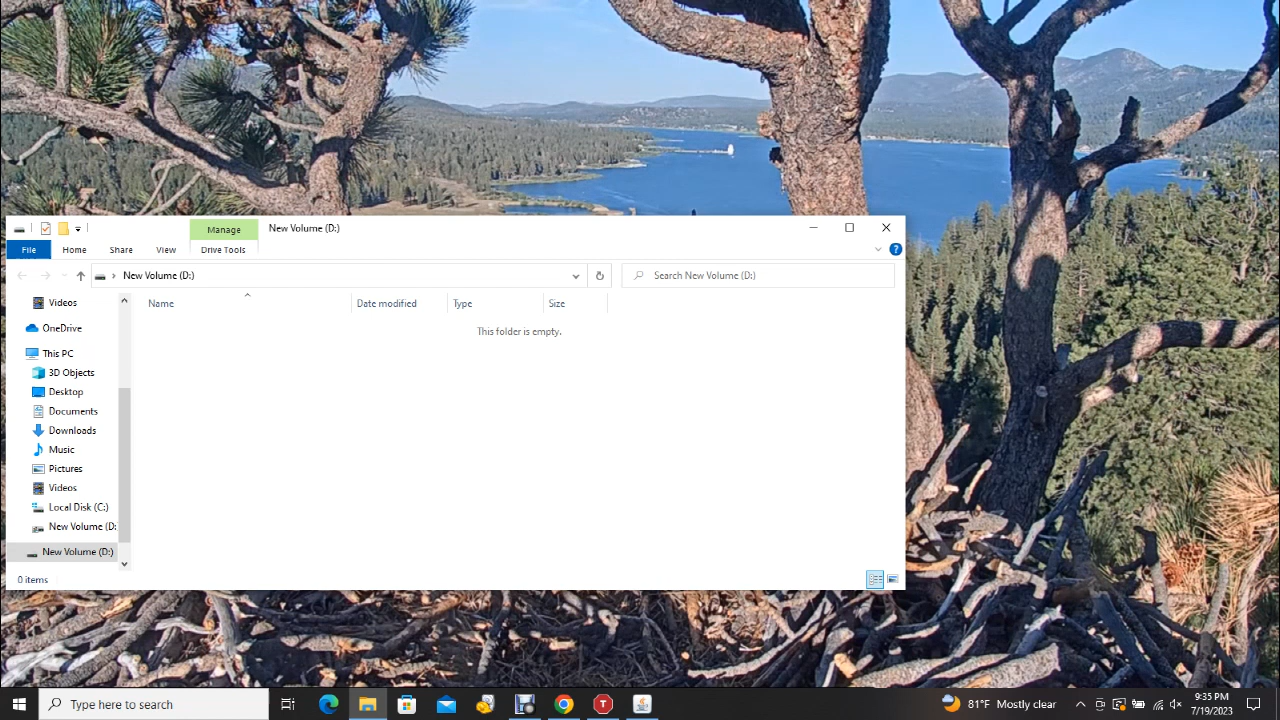 Manage
New Volume (D:)
File
Home
Share
View
Drive Tools
New Volume (D:)
Search New Volume (D:)
Name
Date modified
Type
Size
This folder is empty.
Videos
OneDrive
This PC
3D Objects
Desktop
Documents
Downloads
Music
Pictures
Videos
Local Disk (C:)
New Volume (D:
New Volume (D:)
0 items
Type here to search
T
81°F Mostly clear
9:35 PM
7/19/2023